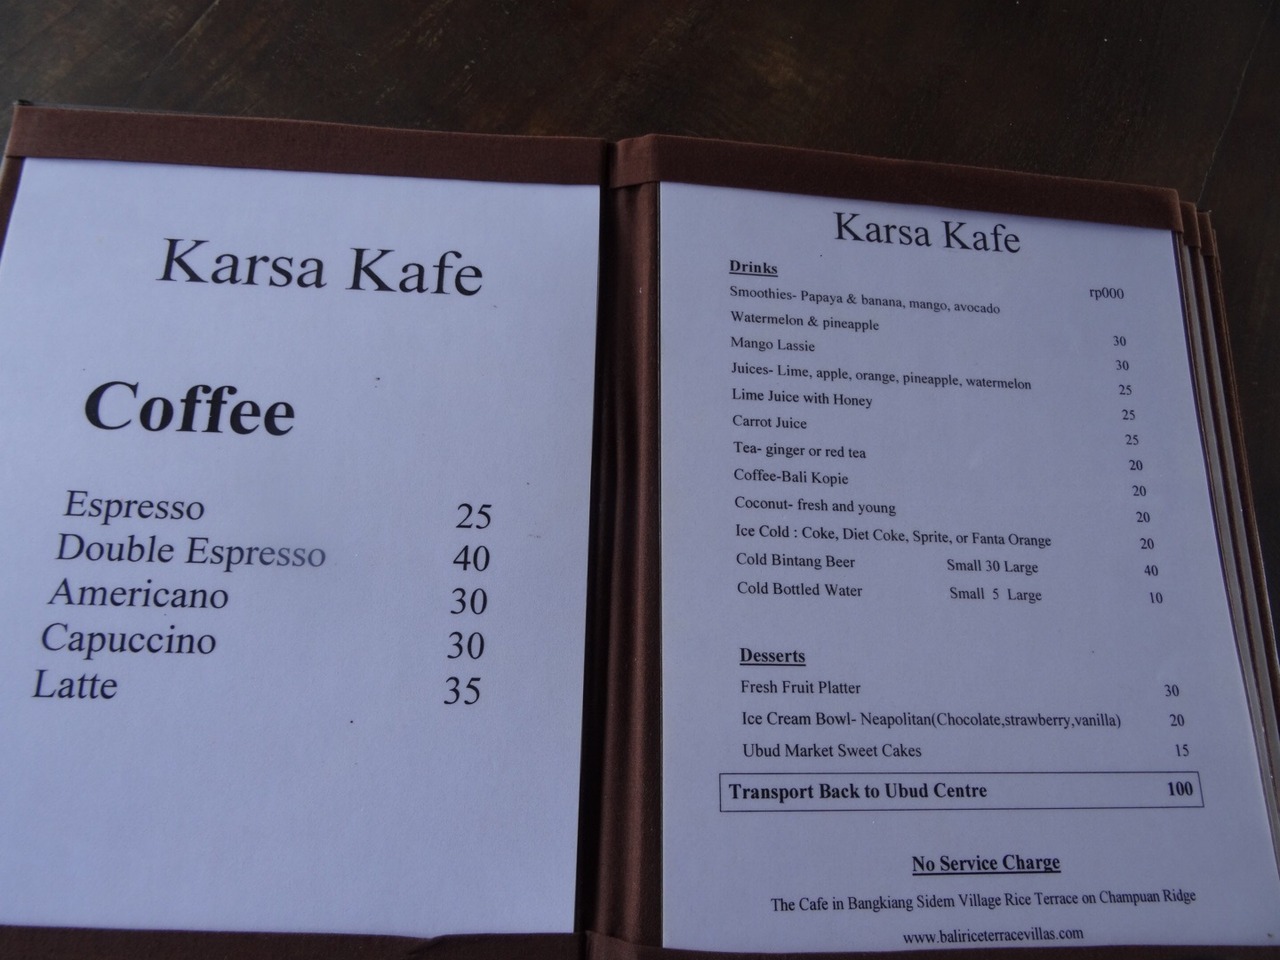 Karsa Kafe
Coffee
Espresso 25
Double Espresso 40
Americano 30
Capuccino 30
Latte 35
Karsa Kafe
Drinks rp000
Smoothies- Papaya & banana, mango, avocado
Watermelon & pineapple 30
Mango Lassie 30
Juices- Lime, apple, orange, pineapple, watermelon 25
Lime Juice with Honey 25
Carrot Juice 25
Tea- ginger or red tea 20
Coffee-Bali Kopie 20
Coconut- fresh and young 20
Ice Cold : Coke, Diet Coke, Sprite, or Fanta Orange 20
Cold Bintang Beer Small 30 Large 40
Cold Bottled Water Small 5 Large 10
Desserts
Fresh Fruit Platter 30
Ice Cream Bowl- Neapolitan(Chocolate,strawberry,vanilla) 20
Ubud Market Sweet Cakes 15
Transport Back to Ubud Centre 100
No Service Charge
The Cafe in Bangkiang Sidem Village Rice Terrace on Champuan Ridge
www.baliriceterracevillas.com